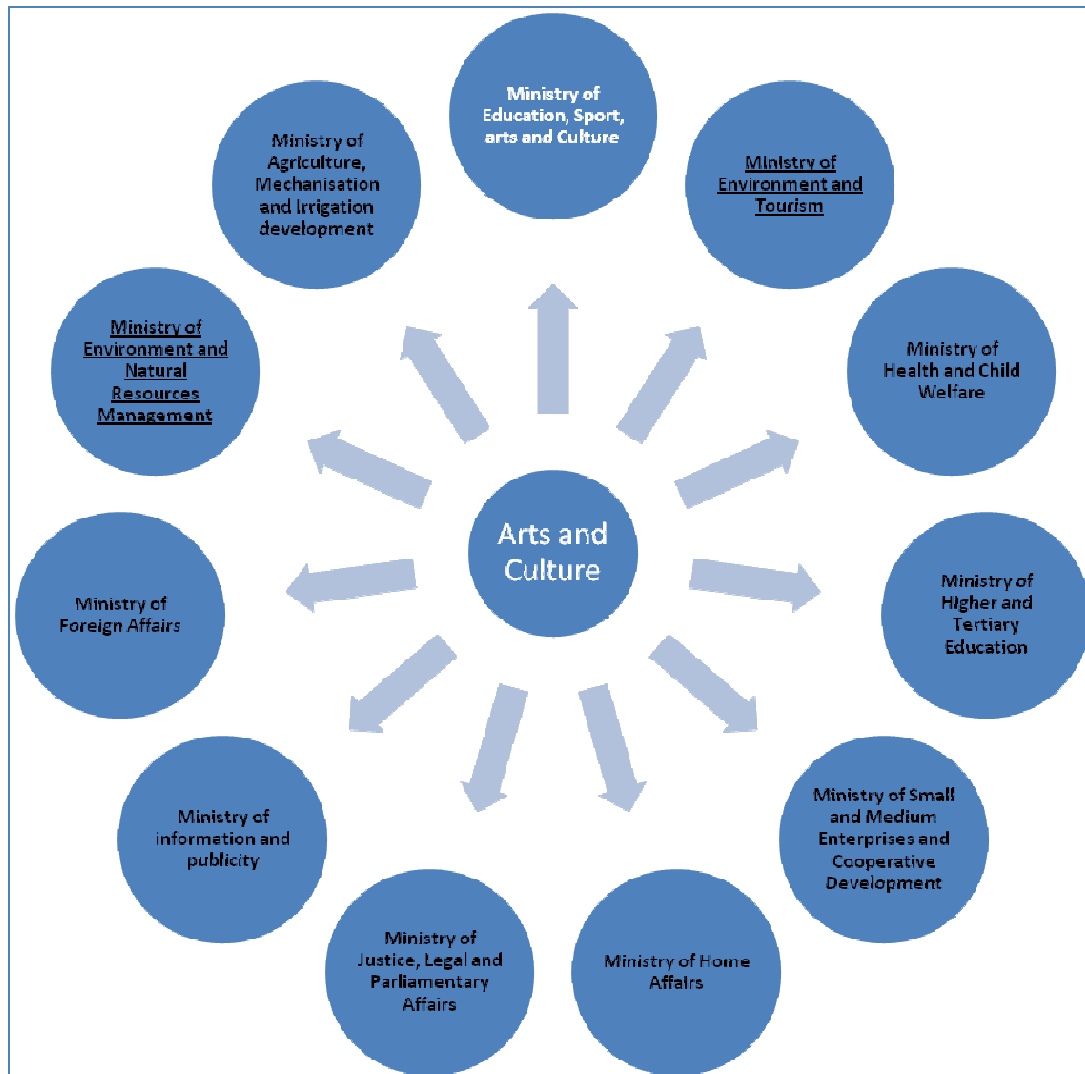 Ministry of
Education, Sport,
arts and Culture
Ministry of
Environment and
Tourism
Ministry of
Health and Child
Welfare
Ministry of
Higher and
Tertiary
Education
Ministry of Small
and Medium
Enterprises and
Cooperative
Development
Ministry of Home
Affairs
Ministry of
Justice, Legal and
Parliamentary
Affairs
Ministry of
information and
publicity
Ministry of
Foreign Affairs
Ministry of
Environment and
Natural
Resources
Management
Ministry of
Agriculture,
Mechanisation
and Irrigation
development
Arts and
Culture